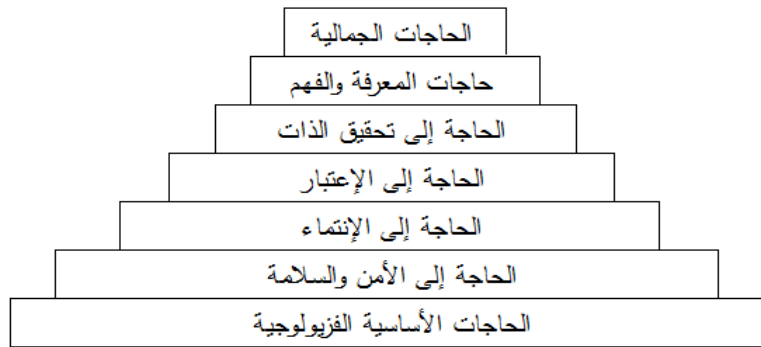 الحاجات الجمالية
حاجات المعرفة والفهم
الحاجة إلى تحقيق الذات
الحاجة إلى الإعتبار
الحاجة إلى الإنتماء
الحاجة إلى الأمن والسلامة
الحاجات الأساسية الفزيولوجية